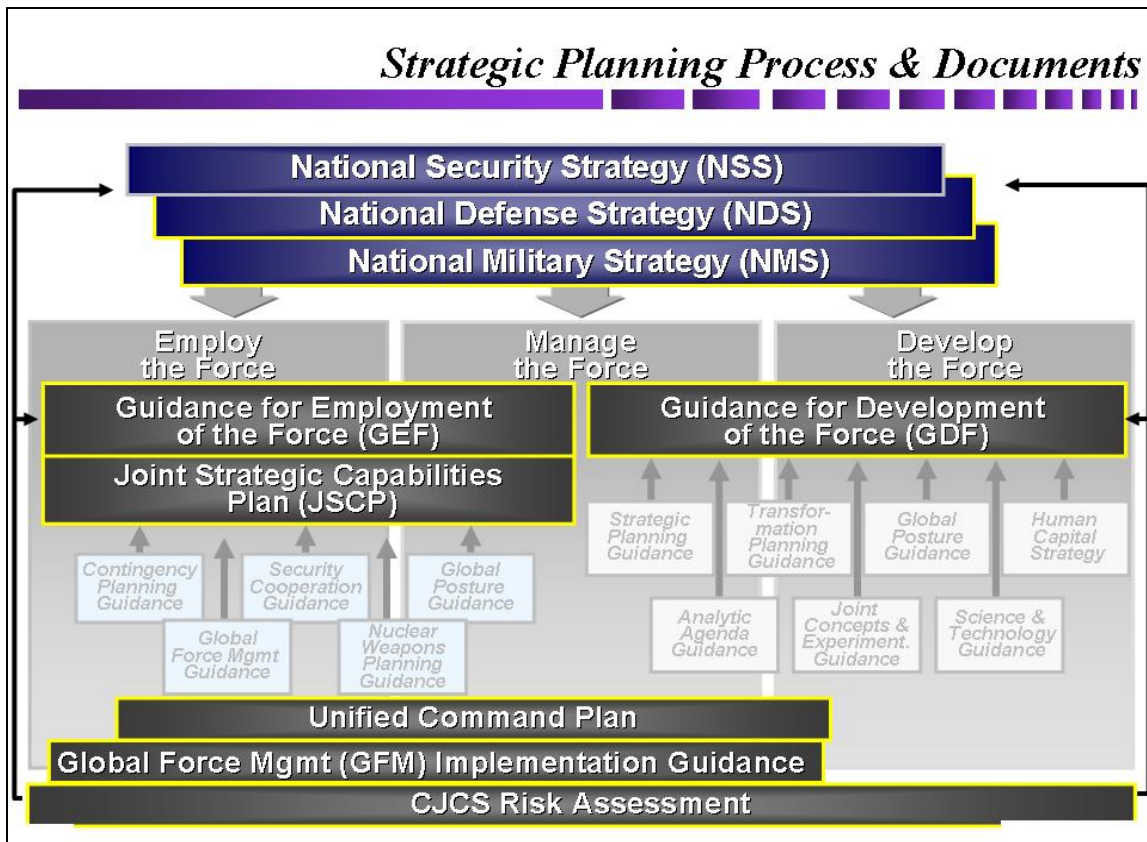 Strategic Planning Process & Documents
National Security Strategy (NSS)
National Defense Strategy (NDS)
National Military Strategy (NMS)
Employ
the Force
Manage
the Force
Develop
the Force
Guidance for Employment
of the Force (GEF)
Guidance for Development
of the Force (GDF)
Joint Strategic Capabilities
Plan (JSCP)
Strategic
Planning
Guidance
Transfor-
mation
Planning
Guidance
Global
Posture
Guidance
Human
Capital
Strategy
Contingency
Planning
Guidance
Security
Cooperation
Guidance
Global
Posture
Guidance
Global
Force Mgmt
Guidance
Nuclear
Weapons
Planning
Guidance
Analytic
Agenda
Guidance
Joint
Concepts &
Experiment.
Guidance
Science &
Technology
Guidance
Unified Command Plan
Global Force Mgmt (GFM) Implementation Guidance
CJCS Risk Assessment